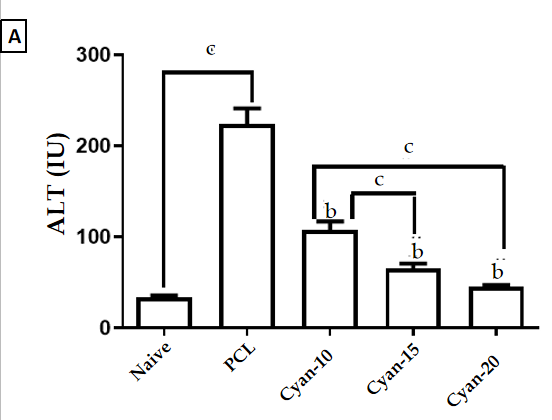 A
c
300
200
100
0
ALT (IU)
c
c
b
b
b
Naive
PCL
Cyan-10
Cyan-15
Cyan-20